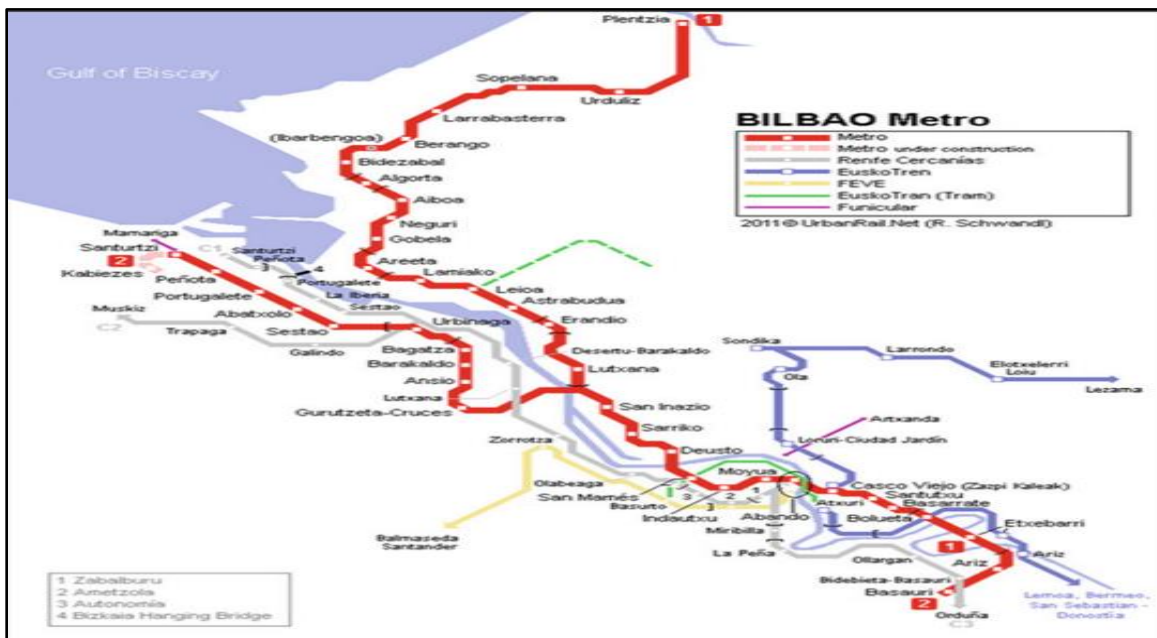 Plentzia
1
Gulf of Biscay
Sopelana
Urduliz
Larrabasterra
(Ibarbengoa)
Berango
Bidezabal
Algorta
Aiboa
Neguri
Gobela
Areeta
Lamiako
Leioa
Astrabudua
Erandio
Desertu-Barakaldo
Lutxana
San Inazio
Sarriko
Deusto
BILBAO Metro
Metro
Metro under construction
Renfe Cercanías
EuskoTren
FEVE
EuskoTran (Tram)
Funicular
2011 © UrbanRail.Net (R. Schwandl)
Mamariga
Santurtzi
2
Kabiezes
Peñota
Portugalete
Abatxolo
Sestao
C1
Santurtzi
Peñota
4
Portugalete
La Iberia
Sestao
Urbinaga
Muskiz
C2
Trapaga
Galindo
Bagatza
Barakaldo
Ansio
Lutxana
Gurutzeta-Cruces
Zorrotza
Olabeaga
San Mamés
Basurto
3
2
1
Indautxu
Moyua
Abando
Miribilla
La Peña
Ollargan
Balmaseda
Santander
Sondika
Larrondo
Elotxelerri
Loiu
Lezama
Ola
Artxanda
Loruri-Ciudad Jardín
Casco Viejo (Zazpi Kaleak)
Santutxu
Basarrate
Atxuri
Bolueta
Etxebarri
1
Ariz
Ariz
Bidebieta-Basauri
Basauri
2
Orduña
C3
Lemoa, Bermeo,
San Sebastian -
Donostia
1 Zabalburu
2 Ametzola
3 Autonomía
4 Bizkaia Hanging Bridge